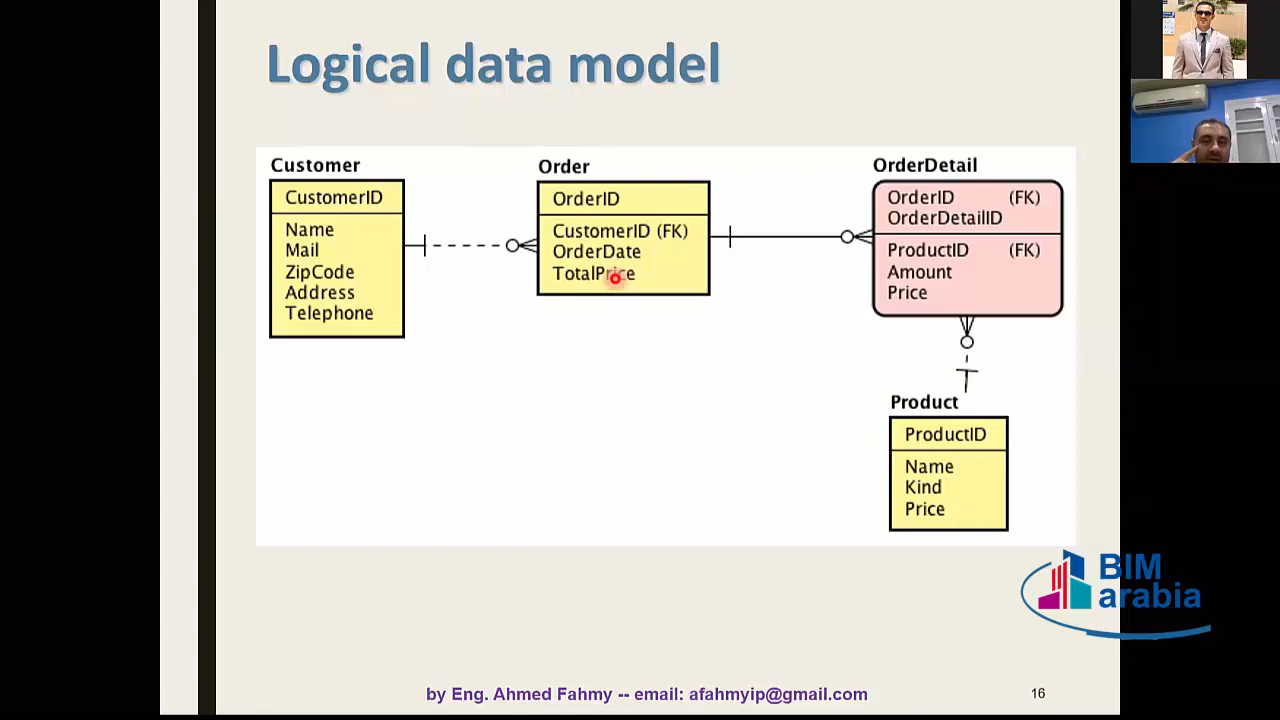 Logical data model
Customer
CustomerID
Name
Mail
ZipCode
Address
Telephone
Order
OrderID
CustomerID (FK)
OrderDate
TotalPrice
OrderDetail
OrderID (FK)
OrderDetailID
ProductID (FK)
Amount
Price
Product
ProductID
Name
Kind
Price
BIM
arabia
by Eng. Ahmed Fahmy -- email: afahmyip@gmail.com
16